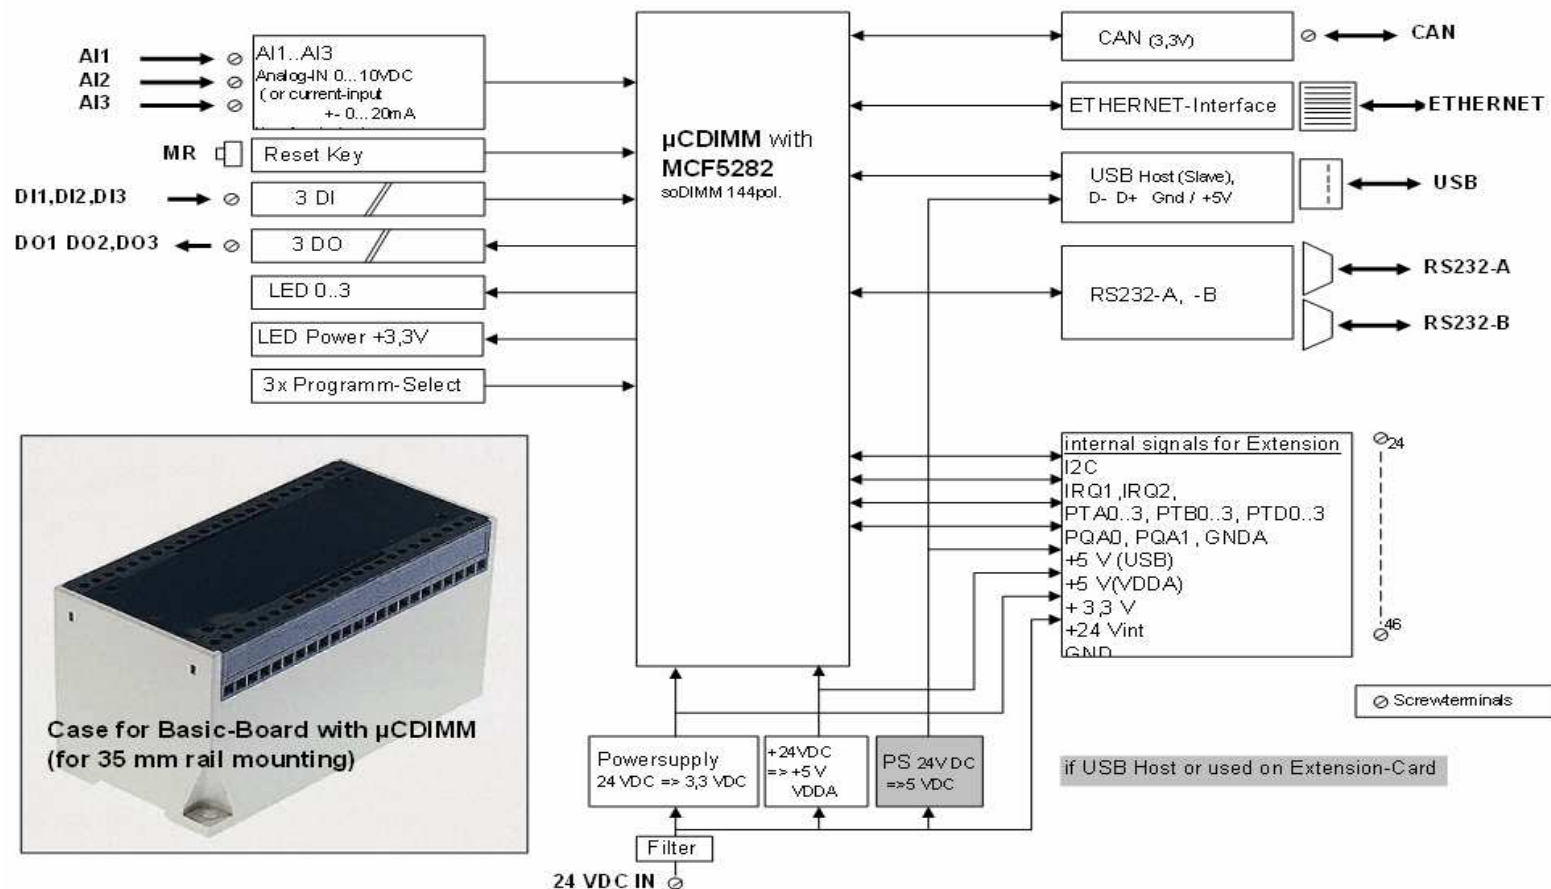 AI1
AI2
AI3
AI1..AI3
Analog-IN 0...10VDC
( or current-input
+- 0...20mA
MR
Reset Key
DI1,DI2,DI3
3 DI
DO1 DO2,DO3
3 DO
LED 0..3
LED Power +3,3V
3x Programm-Select
µCDIMM with
MCF5282
soDIMM 144pol.
CAN (3,3V)
CAN
ETHERNET-Interface
ETHERNET
USB Host (Slave),
D- D+ Gnd / +5V
USB
RS232-A, -B
RS232-A
RS232-B
internal signals for Extension
I2C
IRQ1,IRQ2,
PTA0..3, PTB0..3, PTD0..3
PQA0, PQA1, GNDA
+5 V (USB)
+5 V(VDDA)
+ 3,3 V
+24 Vint
GND
24
46
Screwterminals
Case for Basic-Board with µCDIMM
(for 35 mm rail mounting)
Powersupply
24 VDC => 3,3 VDC
+24VDC
=> +5 V
VDDA
PS 24V DC
=>5 VDC
if USB Host or used on Extension-Card
Filter
24 VDC IN